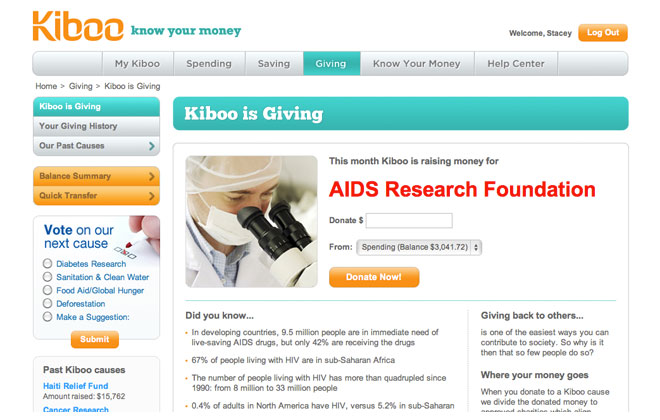 Kiboo know your money
Welcome, Stacey
Log Out
My Kiboo
Spending
Saving
Giving
Know Your Money
Help Center
Home > Giving > Kiboo is Giving
Kiboo is Giving
Your Giving History
Our Past Causes
Balance Summary
Quick Transfer
Vote on our
next cause
Diabetes Research
Sanitation & Clean Water
Food Aid/Global Hunger
Deforestation
Make a Suggestion:
Submit
Past Kiboo causes
Haiti Relief Fund
Amount raised: $15,762
Cancer Research
Kiboo is Giving
This month Kiboo is raising money for
AIDS Research Foundation
Donate $
From: Spending (Balance $3,041.72)
Donate Now!
Did you know...
In developing countries, 9.5 million people are in immediate need of
live-saving AIDS drugs, but only 42% are receiving the drugs
67% of people living with HIV are in sub-Saharan Africa
The number of people living with HIV has more than quadrupled since
1990: from 8 million to 33 million people
0.4% of adults in North America have HIV, versus 5.2% in sub-Saharan
Giving back to others...
is one of the easiest ways you can
contribute to society. So why is it
then that so few people do so?
Where your money goes
When you donate to a Kiboo cause
we divide the donated money to
approved charities which align